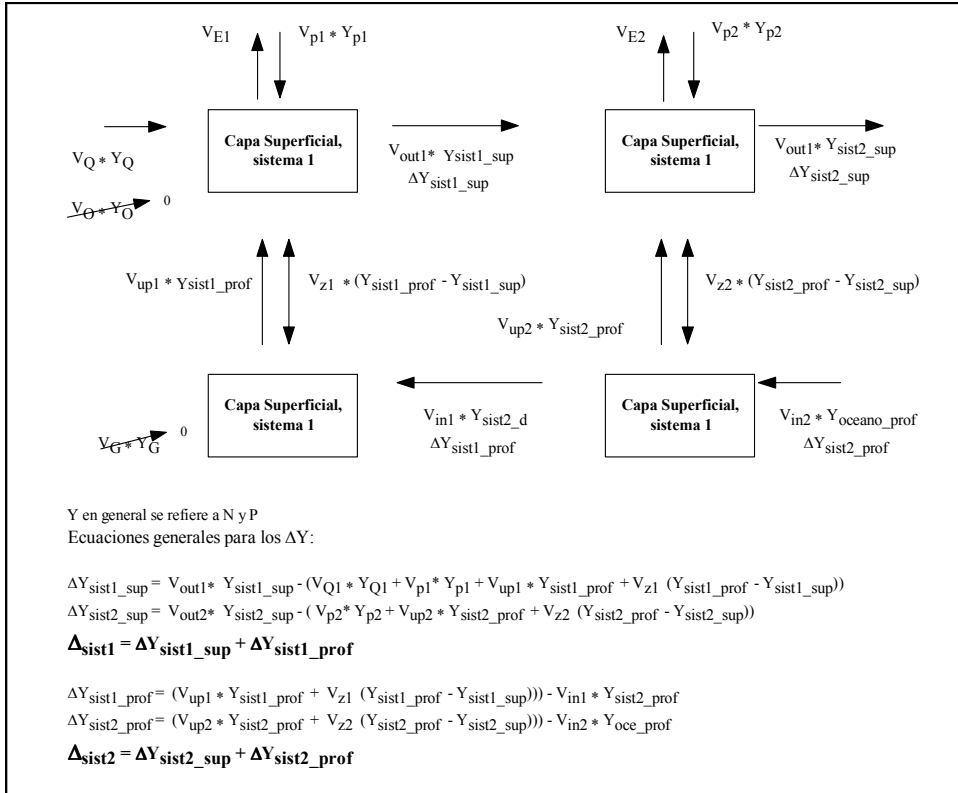 V_E1
V_p1 * Y_p1
V_E2
V_p2 * Y_p2
V_Q * Y_Q
Capa Superficial,
sistema 1
V_out1* Ysist1_sup
ΔY_sist1_sup
Capa Superficial,
sistema 1
V_out1* Y_sist2_sup
ΔY_sist2_sup
V_O * Y_O 0
V_up1 * Ysist1_prof
V_z1 * (Y_sist1_prof - Y_sist1_sup)
V_z2 * (Y_sist2_prof - Y_sist2_sup)
V_up2 * Y_sist2_prof
V_G * Y_G 0
Capa Superficial,
sistema 1
V_in1 * Y_sist2_d
ΔY_sist1_prof
Capa Superficial,
sistema 1
V_in2 * Y_oceano_prof
ΔY_sist2_prof
Y en general se refiere a N y P
Ecuaciones generales para los ΔY:
ΔY_sist1_sup = V_out1* Y_sist1_sup - (V_Q1 * Y_Q1 + V_p1* Y_p1 + V_up1 * Y_sist1_prof + V_z1 (Y_sist1_prof - Y_sist1_sup))
ΔY_sist2_sup = V_out2* Y_sist2_sup - ( V_p2* Y_p2 + V_up2 * Y_sist2_prof + V_z2 (Y_sist2_prof - Y_sist2_sup))
Δ_sist1 = ΔY_sist1_sup + ΔY_sist1_prof
ΔY_sist1_prof = (V_up1 * Y_sist1_prof + V_z1 (Y_sist1_prof - Y_sist1_sup))) - V_in1 * Y_sist2_prof
ΔY_sist2_prof = (V_up2 * Y_sist2_prof + V_z2 (Y_sist2_prof - Y_sist2_sup))) - V_in2 * Y_oce_prof
Δ_sist2 = ΔY_sist2_sup + ΔY_sist2_prof